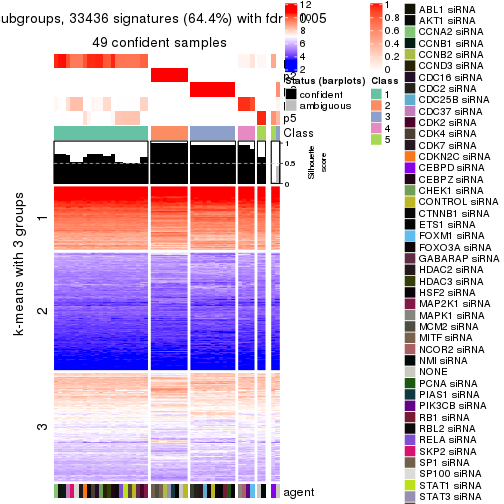 ubgroups, 33436 signatures (64.4%) with fdr 0.05
49 confident samples
p5
Class
1
0.5
0
Silhouette
score
k-means with 3 groups
1
2
3
agent
12
10
8
6
4
2
Status (barplots)
confident
ambiguous
1
0.8
0.6
0.4
0.2
0
Class
1
2
3
4
5
ABL1 siRNA
AKT1 siRNA
CCNA2 siRNA
CCNB1 siRNA
CCNB2 siRNA
CCND3 siRNA
CDC16 siRNA
CDC2 siRNA
CDC25B siRNA
CDC37 siRNA
CDK2 siRNA
CDK4 siRNA
CDK7 siRNA
CDKN2C siRNA
CEBPD siRNA
CEBPZ siRNA
CHEK1 siRNA
CONTROL siRNA
CTNNB1 siRNA
ETS1 siRNA
FOXM1 siRNA
FOXO3A siRNA
GABARAP siRNA
HDAC2 siRNA
HDAC3 siRNA
HSF2 siRNA
MAP2K1 siRNA
MAPK1 siRNA
MCM2 siRNA
MITF siRNA
NCOR2 siRNA
NMI siRNA
NONE
PCNA siRNA
PIAS1 siRNA
PIK3CB siRNA
RB1 siRNA
RBL2 siRNA
RELA siRNA
SKP2 siRNA
SP1 siRNA
SP100 siRNA
STAT1 siRNA
STAT3 siRNA